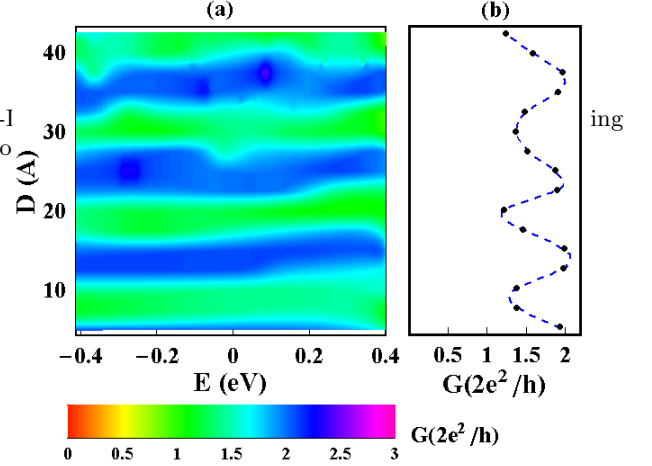 (a)
(b)
40
30
20
10
D (A)
-I
o
ing
−0.4 −0.2 0 0.2 0.4
E (eV)
0.5 1 1.5 2
G(2e² /h)
0 0.5 1 1.5 2 2.5 3
G(2e² /h)